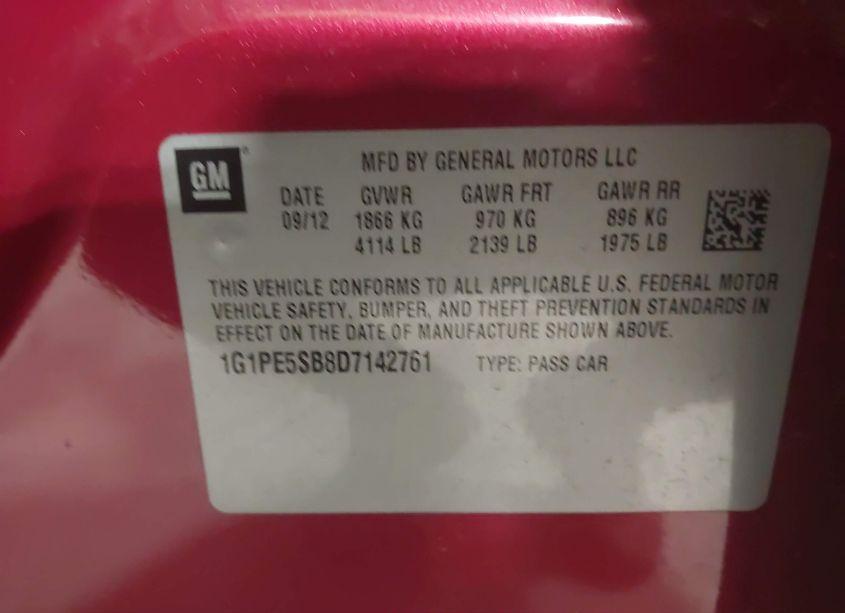 GM
MFD BY GENERAL MOTORS LLC
DATE GVWR GAWR FRT GAWR RR
09/12 1866 KG 970 KG 896 KG
4114 LB 2139 LB 1975 LB
THIS VEHICLE CONFORMS TO ALL APPLICABLE U.S. FEDERAL MOTOR
VEHICLE SAFETY, BUMPER, AND THEFT PREVENTION STANDARDS IN
EFFECT ON THE DATE OF MANUFACTURE SHOWN ABOVE.
1G1PE5SB8D7142761 TYPE: PASS CAR